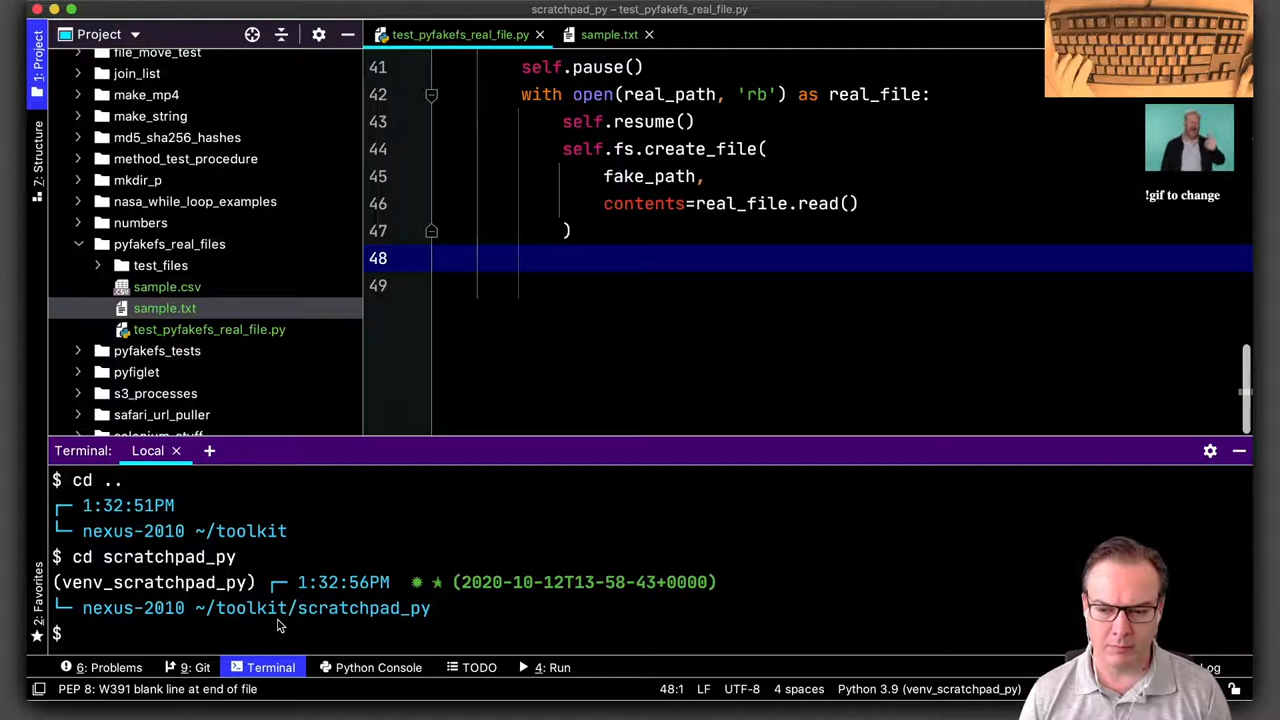 scratchpad_py – test_pyfakefs_real_file.py
1: Project
7: Structure
2: Favorites
Project
file_move_test
join_list
make_mp4
make_string
md5_sha256_hashes
method_test_procedure
mkdir_p
nasa_while_loop_examples
numbers
pyfakefs_real_files
test_files
sample.csv
sample.txt
test_pyfakefs_real_file.py
pyfakefs_tests
pyfiglet
s3_processes
safari_url_puller
selenium_stuff
test_pyfakefs_real_file.py
sample.txt
41 self.pause()
42 with open(real_path, 'rb') as real_file:
43 self.resume()
44 self.fs.create_file(
45 fake_path,
46 contents=real_file.read()
47 )
48
49
!gif to change
Terminal: Local +
$ cd ..
1:32:51PM
nexus-2010 ~/toolkit
$ cd scratchpad_py
(venv_scratchpad_py) 1:32:56PM (2020-10-12T13-58-43+0000)
nexus-2010 ~/toolkit/scratchpad_py
$
6: Problems 9: Git Terminal Python Console TODO 4: Run
PEP 8: W391 blank line at end of file 48:1 LF UTF-8 4 spaces Python 3.9 (venv_scratchpad_py)